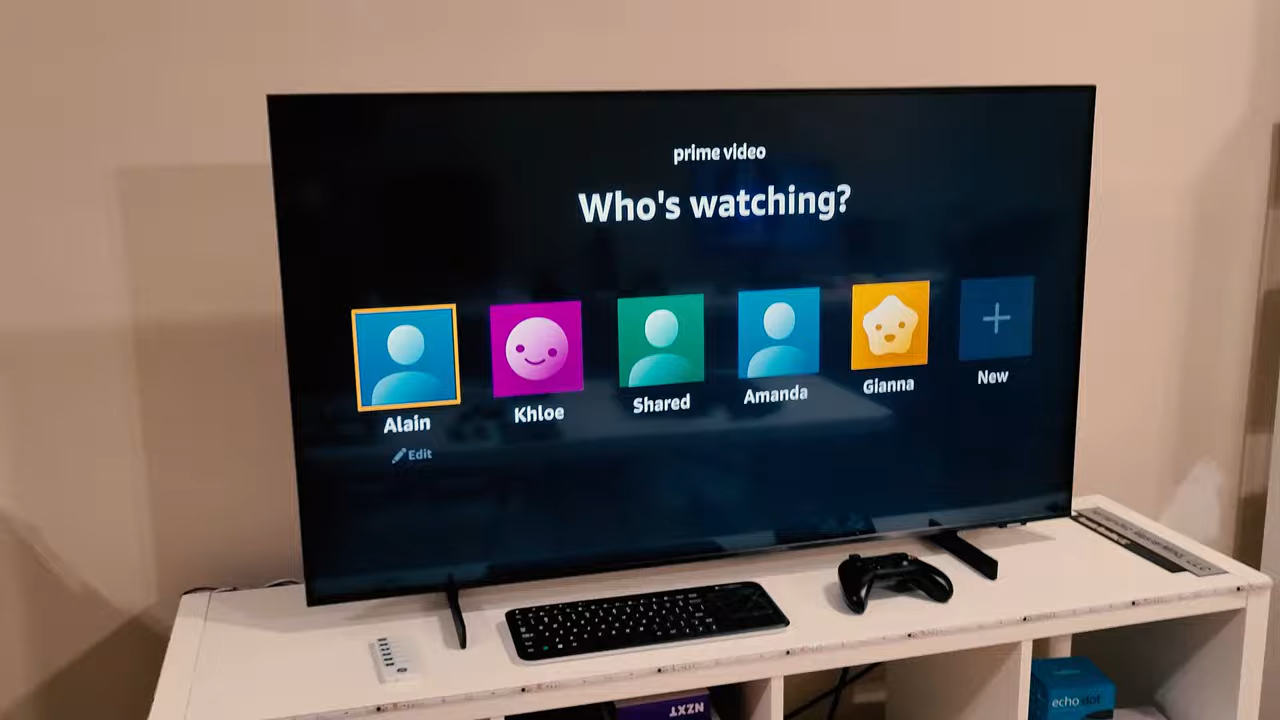 prime video
Who's watching?
Alain
Khloe
Shared
Amanda
Gianna
New
Edit
NZXT
echo dot